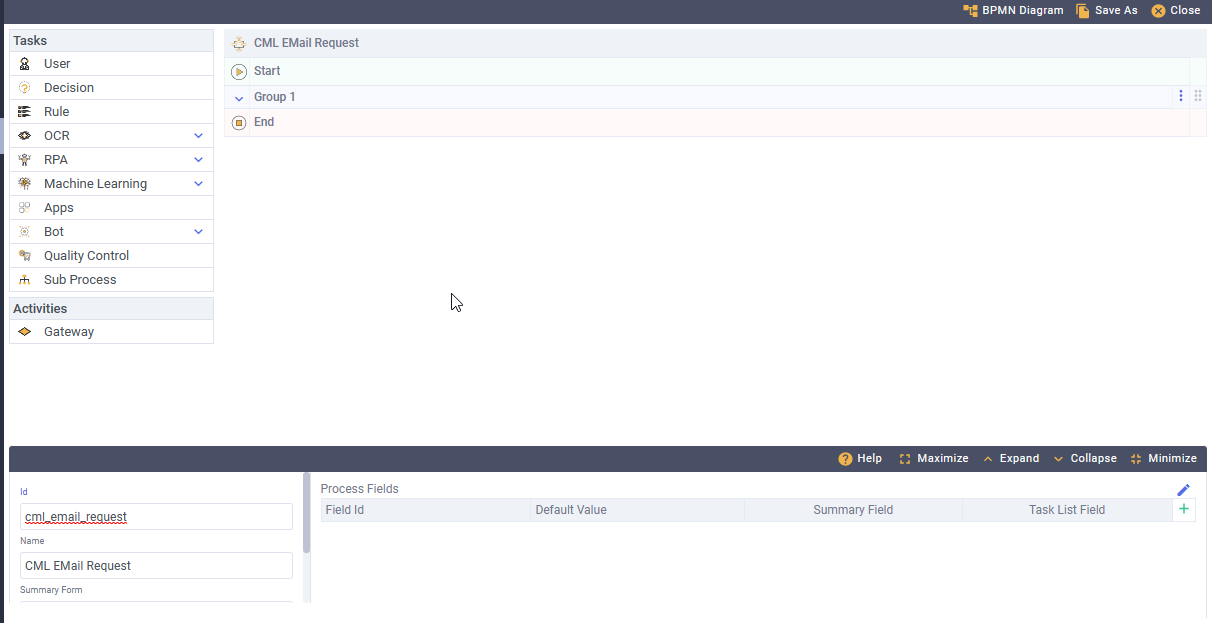 BPMN Diagram Save As Close
Tasks
User
Decision
Rule
OCR
RPA
Machine Learning
Apps
Bot
Quality Control
Sub Process
Activities
Gateway
CML EMail Request
Start
Group 1
End
Help Maximize Expand Collapse Minimize
Id
cml_email_request
Name
CML EMail Request
Summary Form
Process Fields
Field Id Default Value Summary Field Task List Field